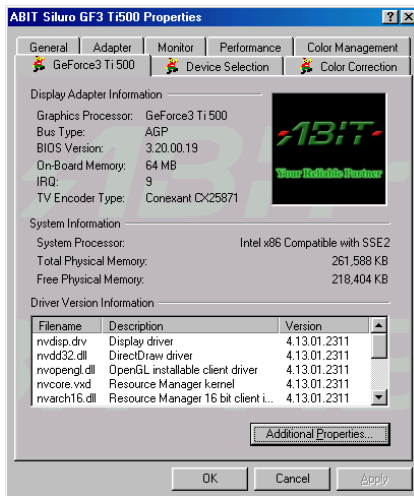 ABIT Siluro GF3 Ti500 Properties
General Adapter Monitor Performance Color Management
GeForce3 Ti 500 Device Selection Color Correction
Display Adapter Information
Graphics Processor: GeForce3 Ti 500
Bus Type: AGP
BIOS Version: 3.20.00.19
On-Board Memory: 64 MB
IRQ: 9
TV Encoder Type: Conexant CX25871
ABIT
Your Reliable Partner
System Information
System Processor: Intel x86 Compatible with SSE2
Total Physical Memory: 261,588 KB
Free Physical Memory: 218,404 KB
Driver Version Information
Filename Description Version
nvdisp.drv Display driver 4.13.01.2311
nvdd32.dll DirectDraw driver 4.13.01.2311
nvopengl.dll OpenGL installable client driver 4.13.01.2311
nvcore.vxd Resource Manager kernel 4.13.01.2311
nvarch16.dll Resource Manager 16 bit client i... 4.13.01.2311
Additional Properties...
OK Cancel Apply